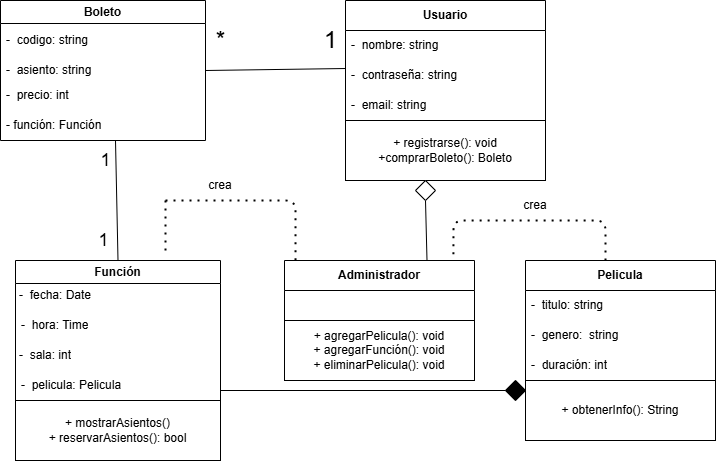 Boleto
- codigo: string
- asiento: string
- precio: int
- función: Función
*
1
Usuario
- nombre: string
- contraseña: string
- email: string
+ registrarse(): void
+comprarBoleto(): Boleto
1
1
crea
crea
Función
- fecha: Date
- hora: Time
- sala: int
- pelicula: Pelicula
+ mostrarAsientos()
+ reservarAsientos(): bool
Administrador
+ agregarPelicula(): void
+ agregarFunción(): void
+ eliminarPelicula(): void
Pelicula
- titulo: string
- genero: string
- duración: int
+ obtenerInfo(): String